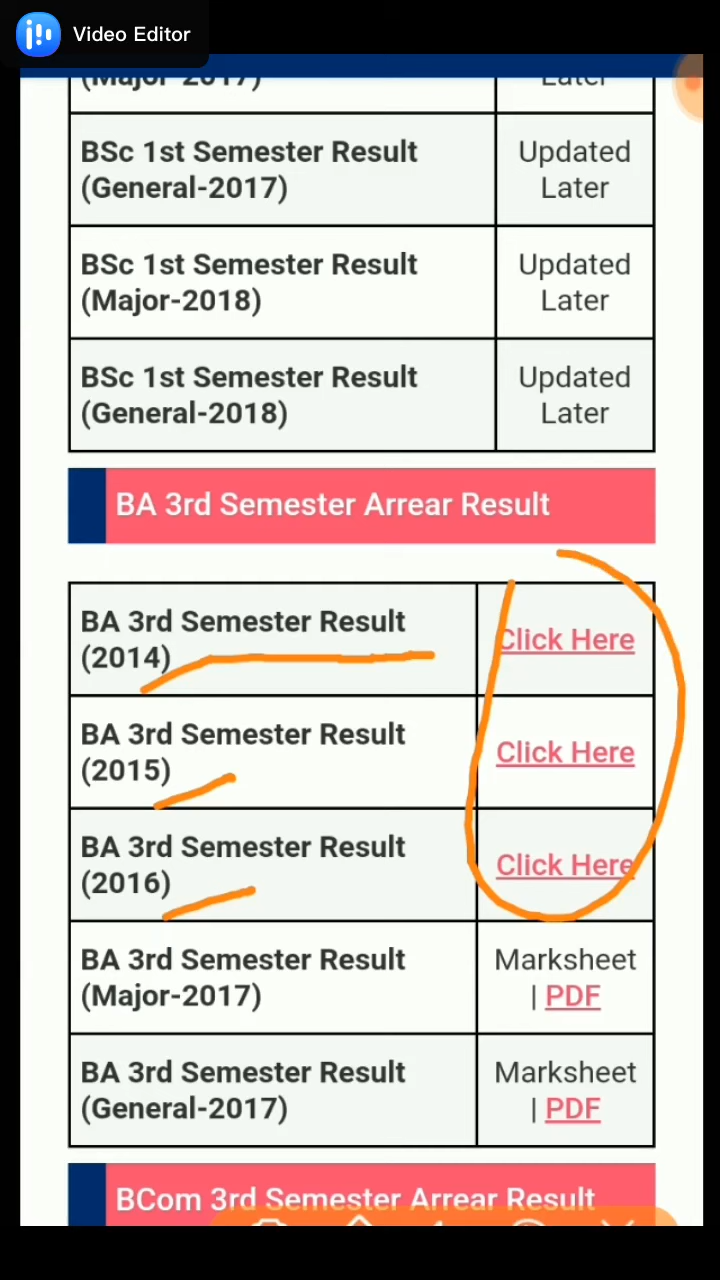 Video Editor
(Major-2017)
Later
BSc 1st Semester Result
(General-2017)
Updated
Later
BSc 1st Semester Result
(Major-2018)
Updated
Later
BSc 1st Semester Result
(General-2018)
Updated
Later
BA 3rd Semester Arrear Result
BA 3rd Semester Result
(2014)
Click Here
BA 3rd Semester Result
(2015)
Click Here
BA 3rd Semester Result
(2016)
Click Here
BA 3rd Semester Result
(Major-2017)
Marksheet
| PDF
BA 3rd Semester Result
(General-2017)
Marksheet
| PDF
BCom 3rd Semester Arrear Result